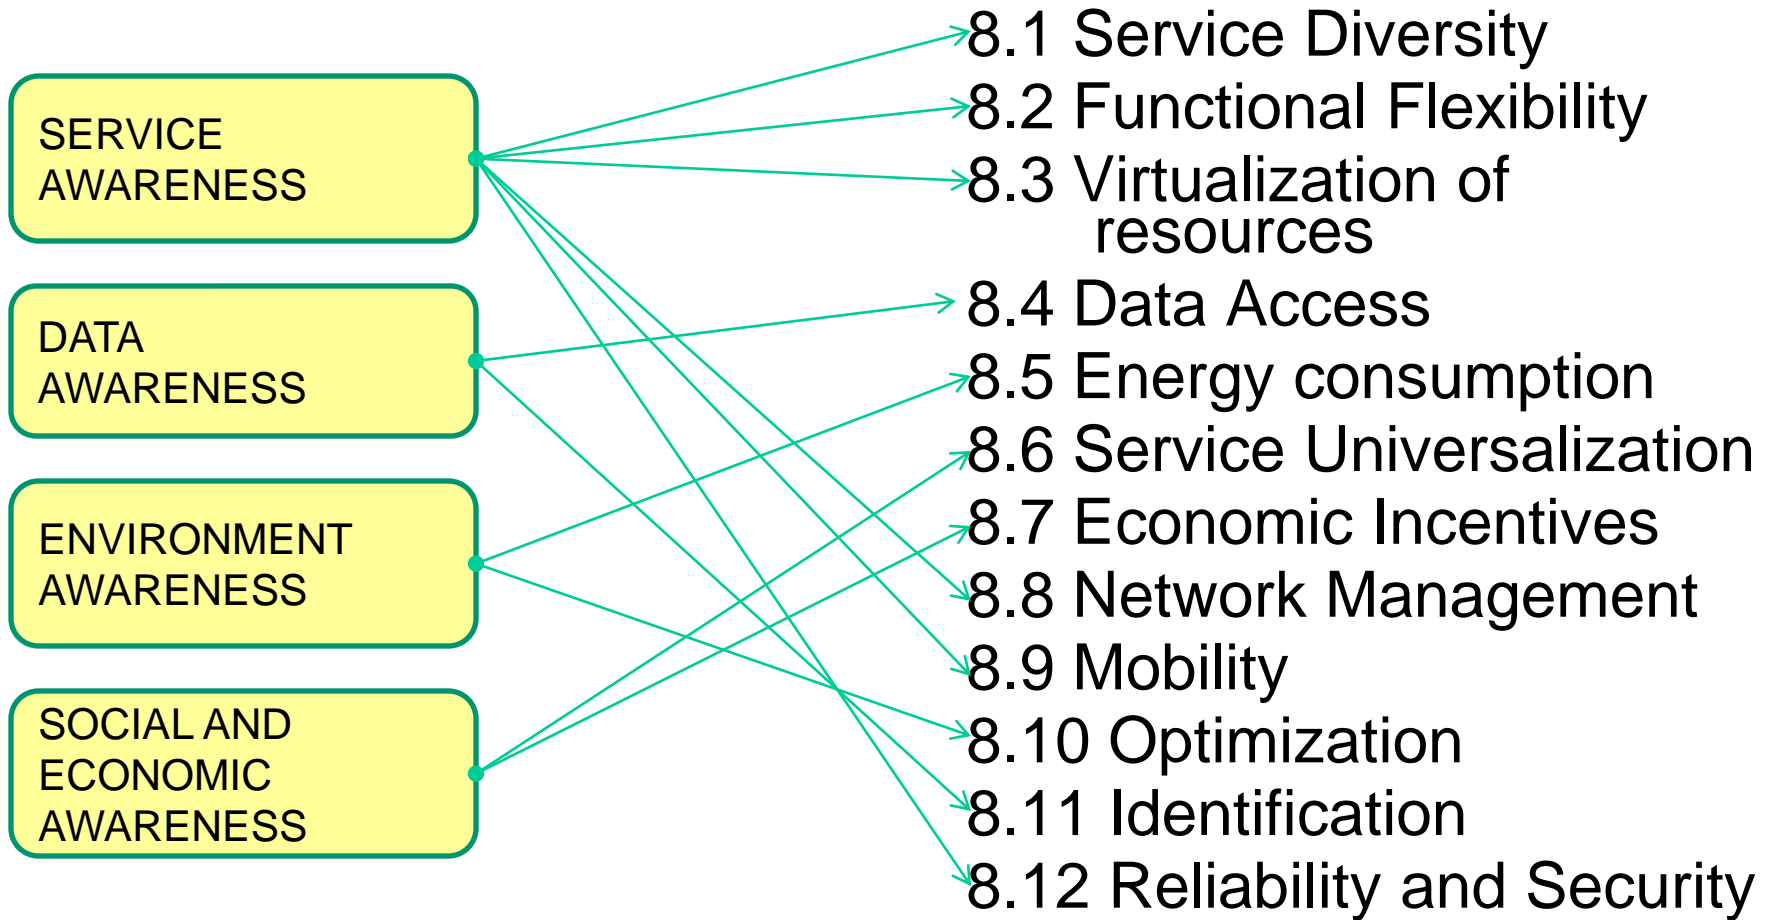 SERVICE
AWARENESS
DATA
AWARENESS
ENVIRONMENT
AWARENESS
SOCIAL AND
ECONOMIC
AWARENESS
8.1 Service Diversity
8.2 Functional Flexibility
8.3 Virtualization of
resources
8.4 Data Access
8.5 Energy consumption
8.6 Service Universalization
8.7 Economic Incentives
8.8 Network Management
8.9 Mobility
8.10 Optimization
8.11 Identification
8.12 Reliability and Security